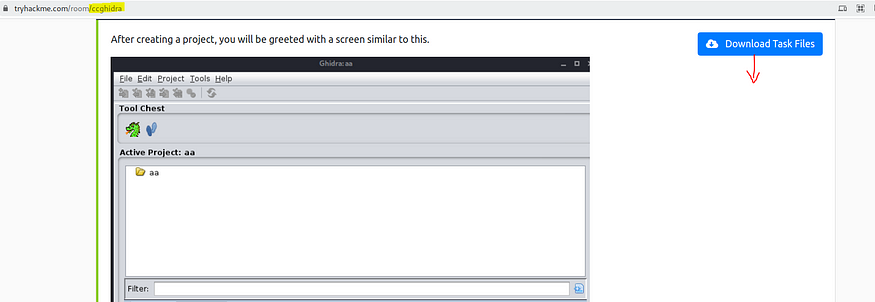 tryhackme.com/room/ccghidra
After creating a project, you will be greeted with a screen similar to this.
Download Task Files
Ghidra: aa
File Edit Project Tools Help
Tool Chest
Active Project: aa
aa
Filter: